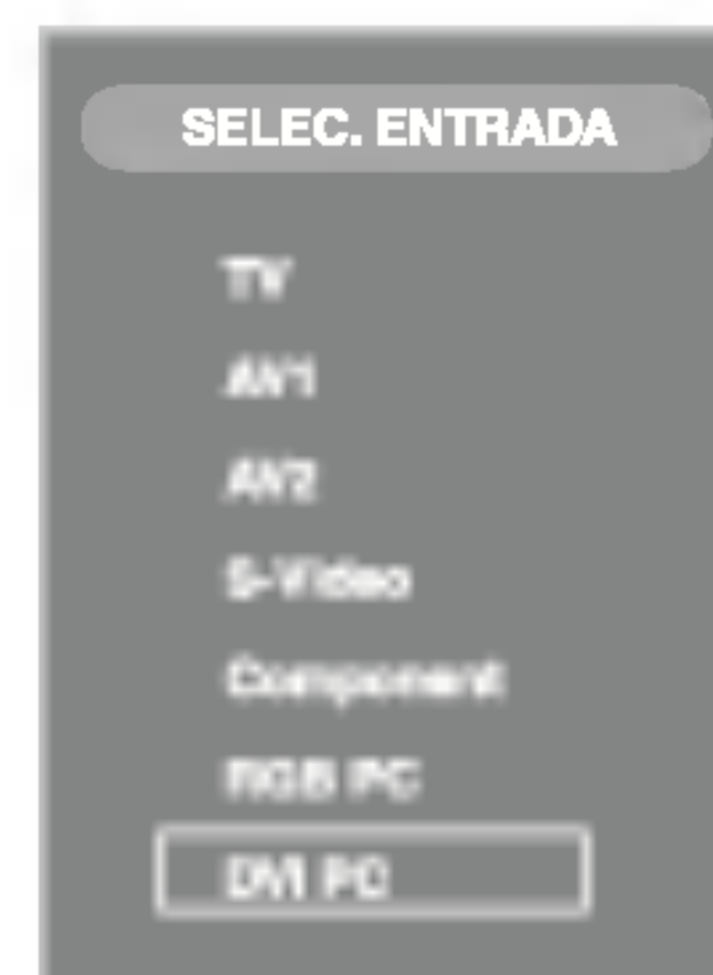 SELEC. ENTRADA
TV
AV1
AV2
S-Video
Component
RGB PC
DVI PC